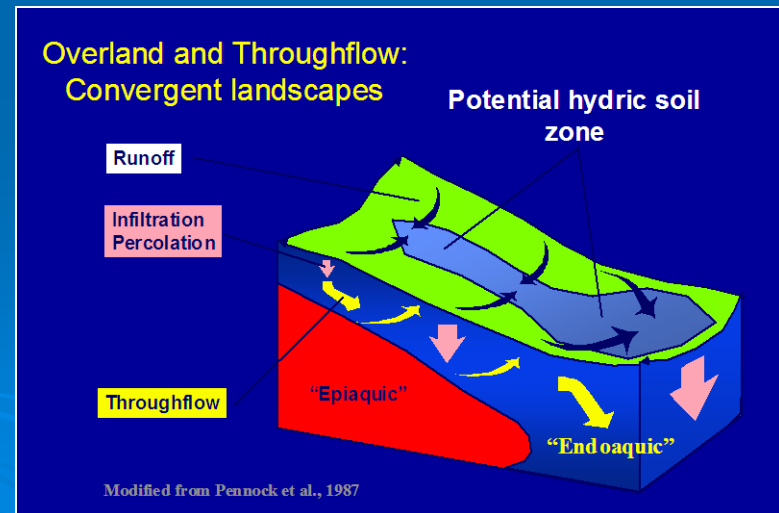 Overland and Throughflow:
Convergent landscapes
Potential hydric soil
zone
Runoff
Infiltration
Percolation
Throughflow
“Epiaquic”
“Endoaquic”
Modified from Pennock et al., 1987